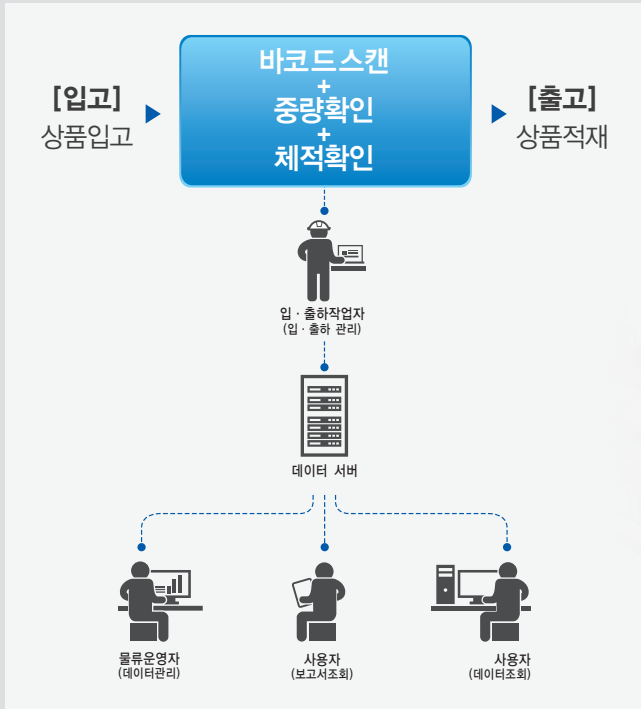 [입고]
상품입고
바코드스캔
+
중량확인
+
체적확인
[출고]
상품적재
입 · 출하작업자
(입 · 출하 관리)
데이터 서버
물류운영자
(데이터관리)
사용자
(보고서조회)
사용자
(데이터조회)